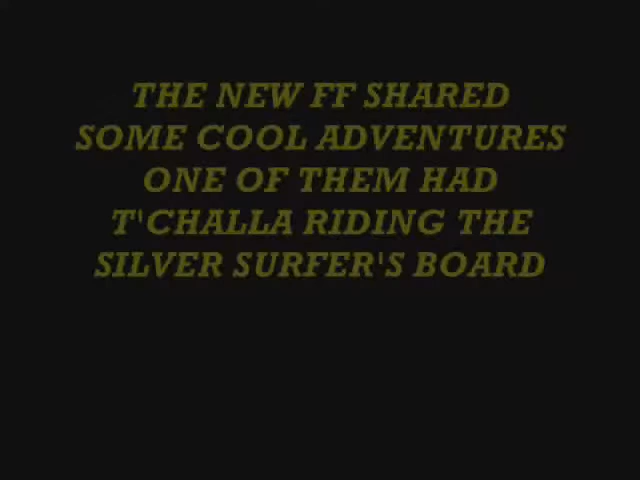 THE NEW FF SHARED
SOME COOL ADVENTURES
ONE OF THEM HAD
T'CHALLA RIDING THE
SILVER SURFER'S BOARD